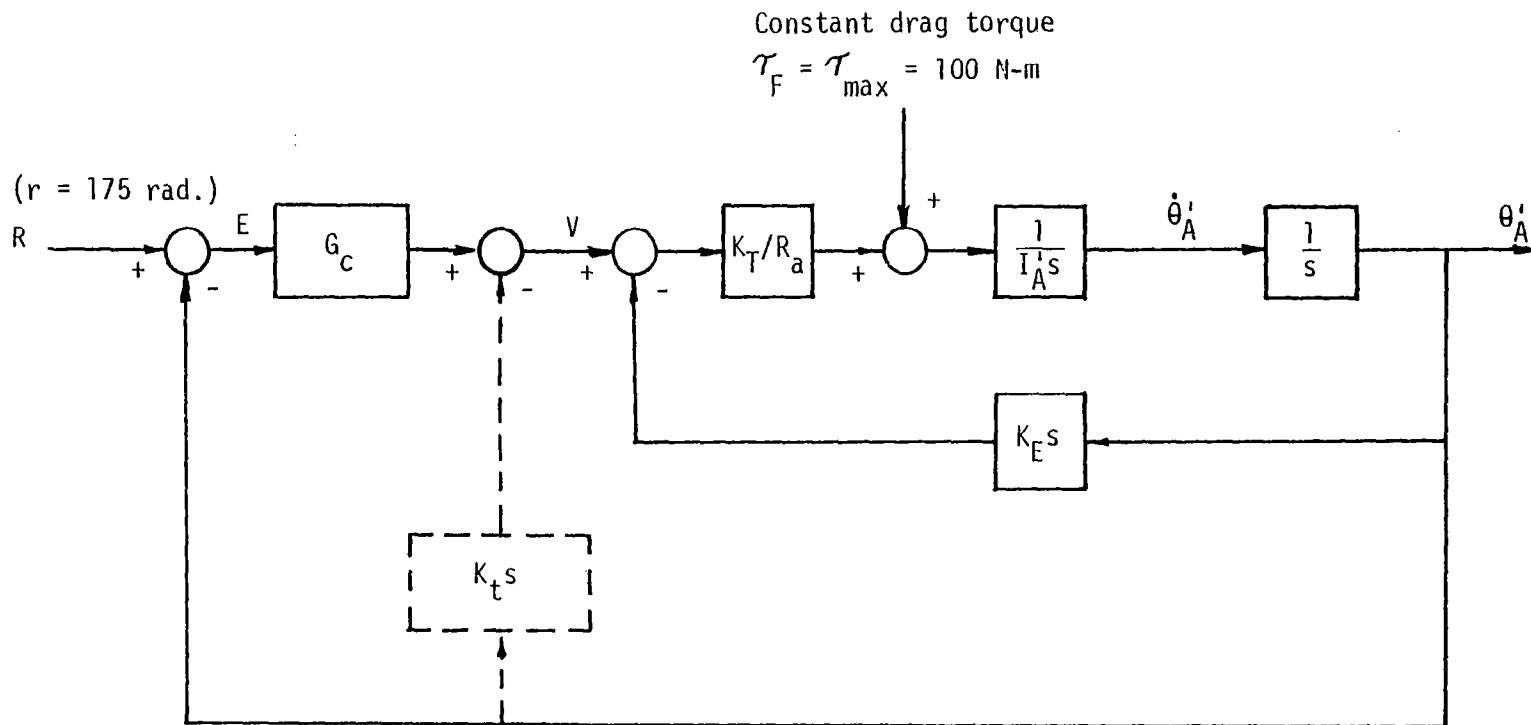 Constant drag torque
τ_F = τ_max = 100 N-m
(r = 175 rad.)
R
+
-
E
G_c
+
-
V
+
-
K_T/R_a
+
+
1
I'_A s
θ̇'_A
1
s
θ'_A
K_E s
K_t s